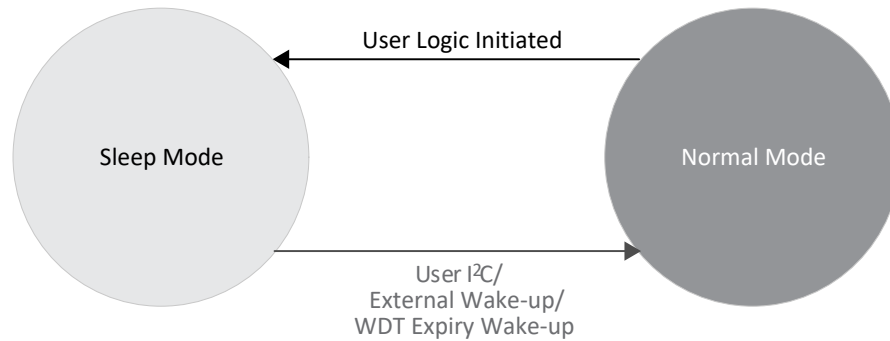 User Logic Initiated
Sleep Mode
Normal Mode
User I²C/
External Wake-up/
WDT Expiry Wake-up